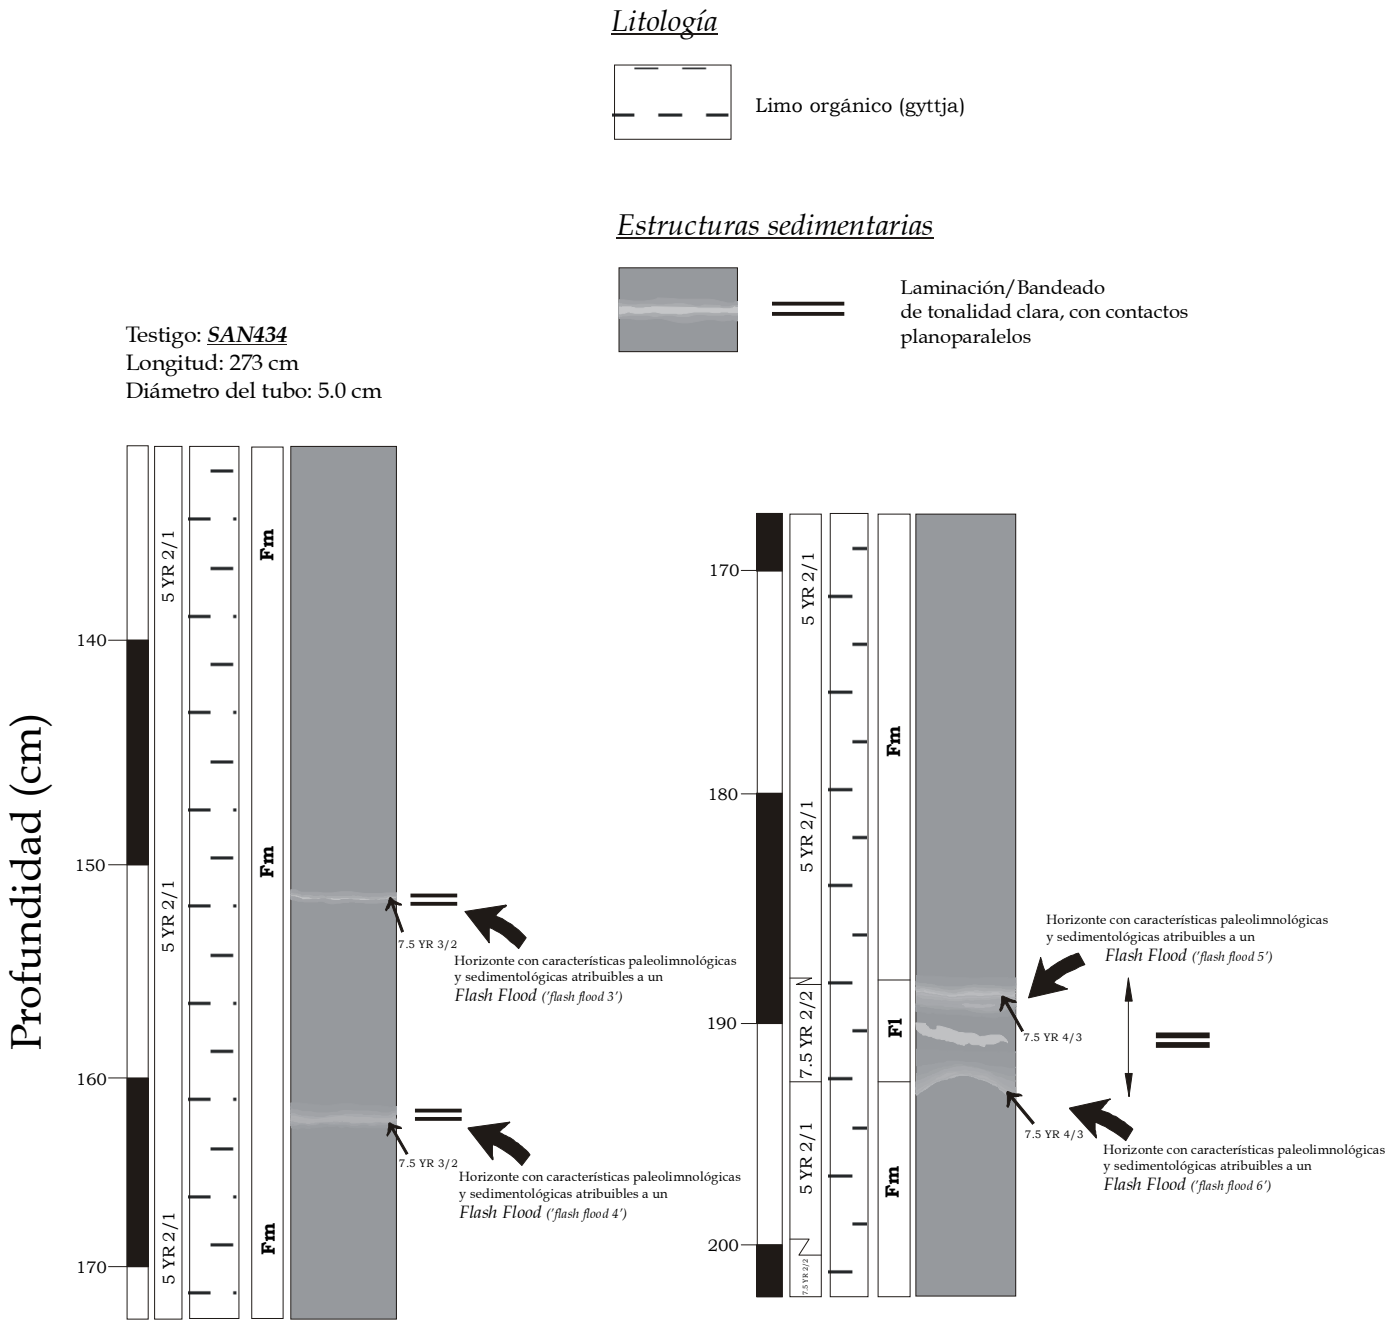 Litología
Limo orgánico (gyttja)
Estructuras sedimentarias
Laminación/Bandeado
de tonalidad clara, con contactos
planoparalelos
Testigo: SAN434
Longitud: 273 cm
Diámetro del tubo: 5.0 cm
Profundidad (cm)
140
150
160
170
5 YR 2/1
5 YR 2/1
5 YR 2/1
Fm
Fm
Fm
7.5 YR 3/2
Horizonte con características paleolimnológicas
y sedimentológicas atribuibles a un
Flash Flood ('flash flood 3')
7.5 YR 3/2
Horizonte con características paleolimnológicas
y sedimentológicas atribuibles a un
Flash Flood ('flash flood 4')
170
180
190
200
5 YR 2/1
5 YR 2/1
7.5 YR 2/2
5 YR 2/1
7.5 YR 2/2
Fm
Fl
Fm
Horizonte con características paleolimnológicas
y sedimentológicas atribuibles a un
Flash Flood ('flash flood 5')
7.5 YR 4/3
7.5 YR 4/3
Horizonte con características paleolimnológicas
y sedimentológicas atribuibles a un
Flash Flood ('flash flood 6')